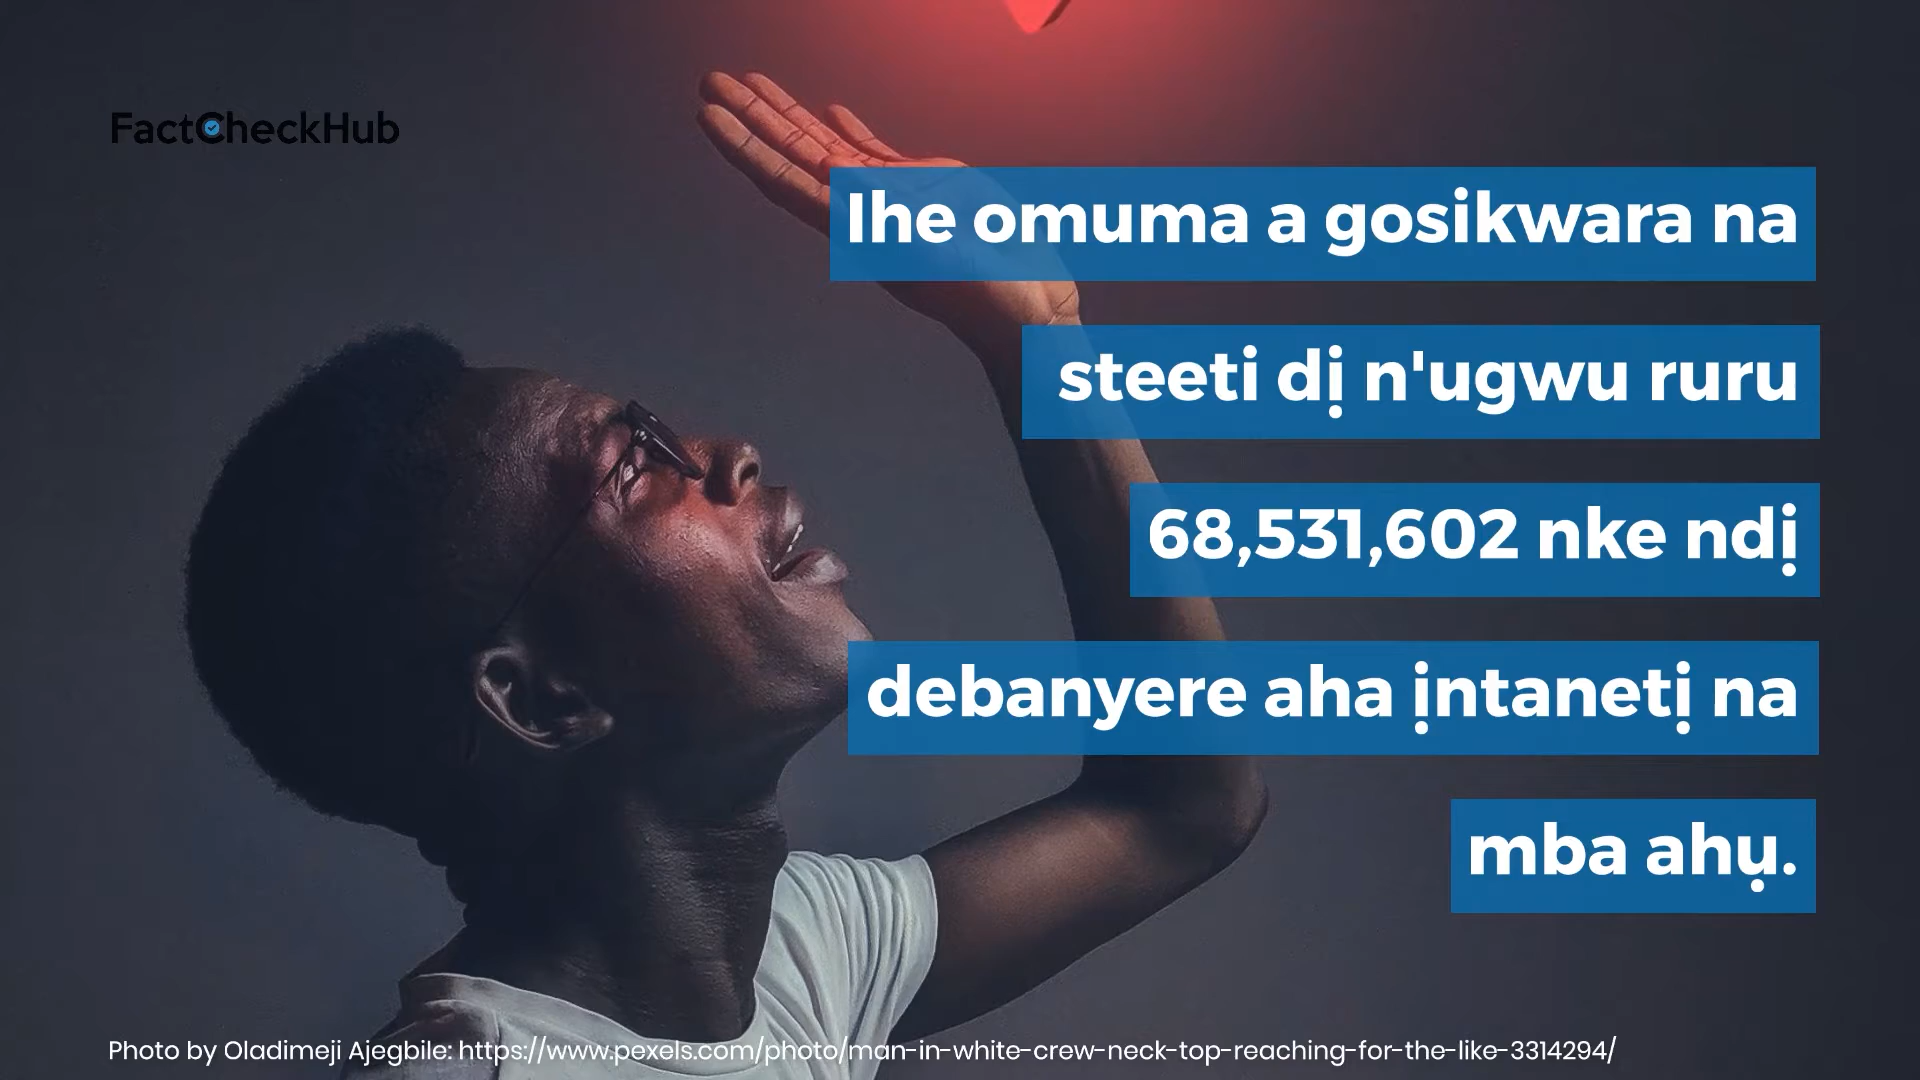 FactCheckHub
Ihe omuma a gosikwara na
steeti dị n'ugwu ruru
68,531,602 nke ndị
debanyere aha ịntanetị na
mba ahụ.
Photo by Oladimeji Ajegbile: https://www.pexels.com/photo/man-in-white-crew-neck-top-reaching-for-the-like-3314294/